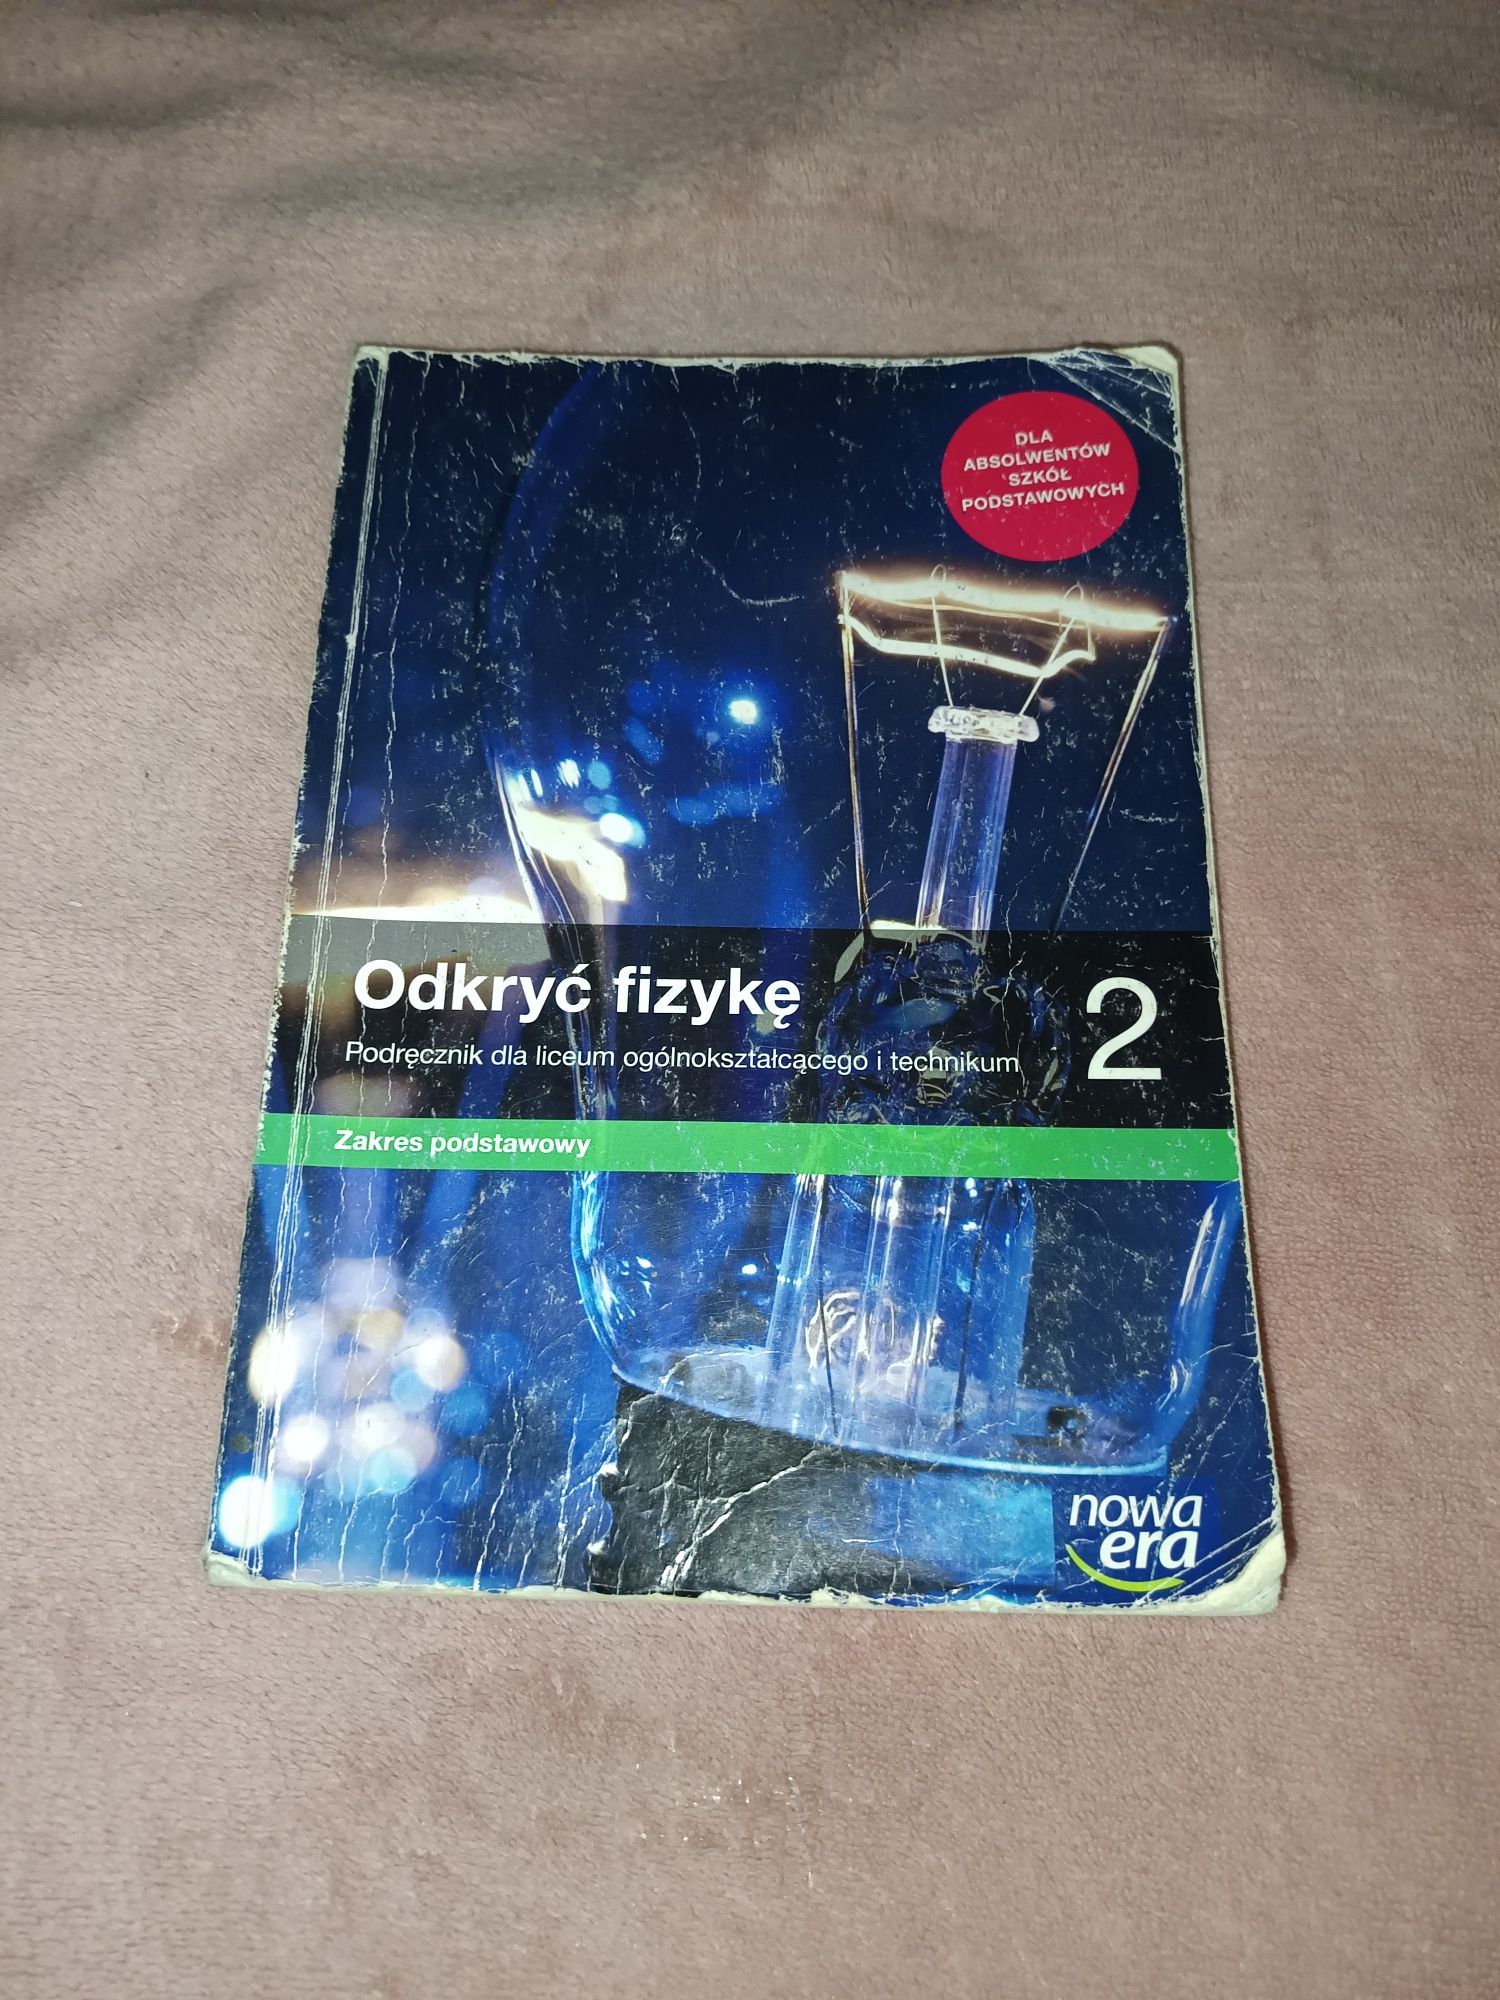 DLA
ABSOLWENTÓW
SZKÓŁ
PODSTAWOWYCH
Odkryć fizykę
2
Podręcznik dla liceum ogólnokształcącego i technikum
Zakres podstawowy
nowa
era